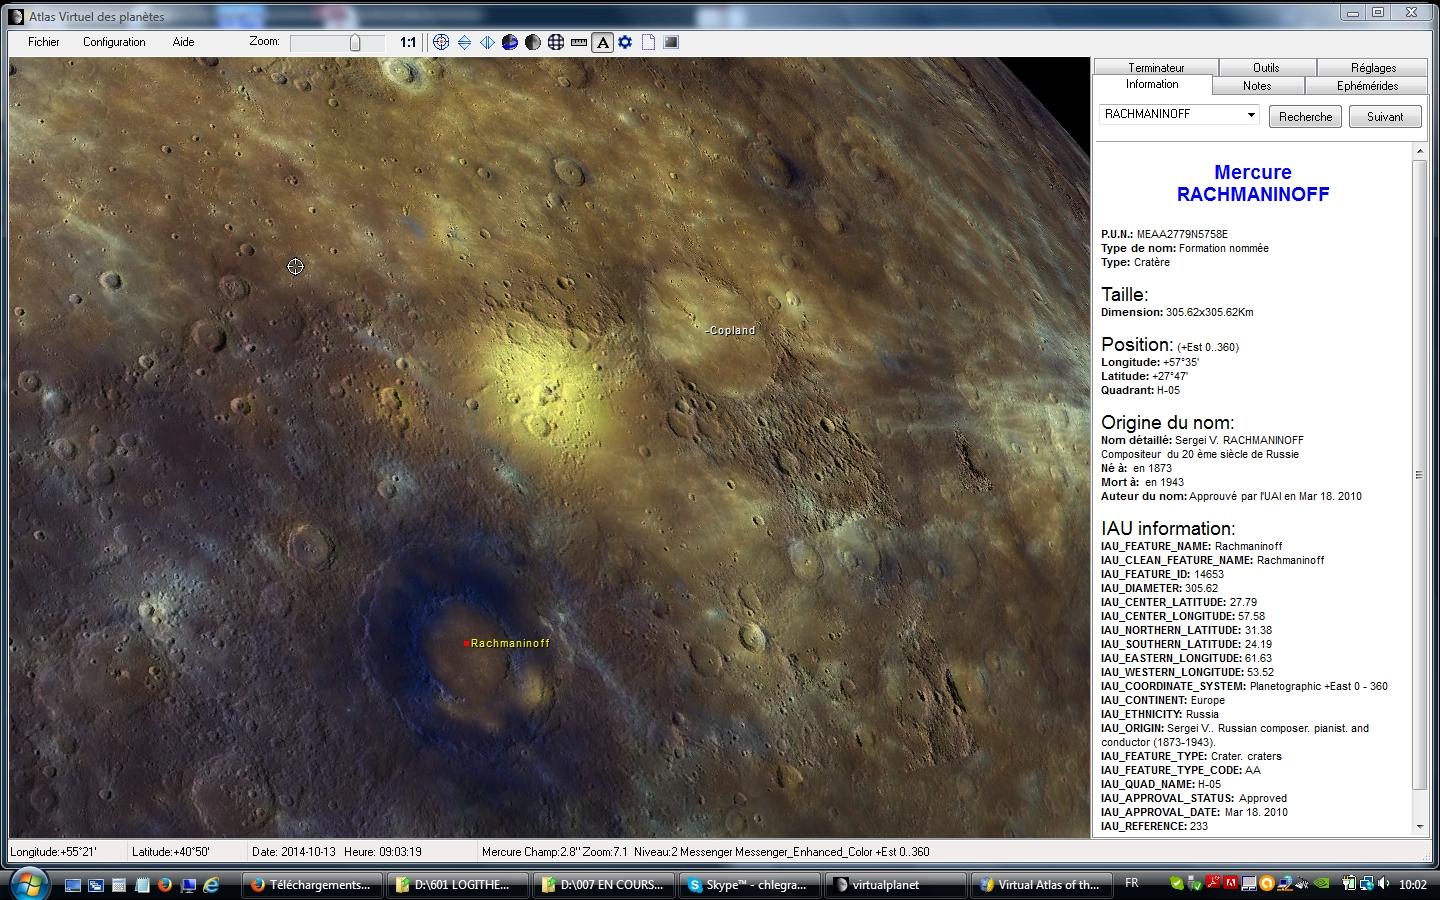 Atlas Virtuel des planètes
Fichier Configuration Aide Zoom: 1:1 A
Copland
Rachmaninoff
Terminateur Outils Réglages
Information Notes Ephémérides
RACHMANINOFF Recherche Suivant
Mercure
RACHMANINOFF
P.U.N.: MEAA2779N5758E
Type de nom: Formation nommée
Type: Cratère
Taille:
Dimension: 305.62x305.62Km
Position: (+Est 0..360)
Longitude: +57°35'
Latitude: +27°47'
Quadrant: H-05
Origine du nom:
Nom détaillé: Sergei V. RACHMANINOFF
Compositeur du 20 ème siècle de Russie
Né à: en 1873
Mort à: en 1943
Auteur du nom: Approuvé par l'UAI en Mar 18. 2010
IAU information:
IAU_FEATURE_NAME: Rachmaninoff
IAU_CLEAN_FEATURE_NAME: Rachmaninoff
IAU_FEATURE_ID: 14653
IAU_DIAMETER: 305.62
IAU_CENTER_LATITUDE: 27.79
IAU_CENTER_LONGITUDE: 57.58
IAU_NORTHERN_LATITUDE: 31.38
IAU_SOUTHERN_LATITUDE: 24.19
IAU_EASTERN_LONGITUDE: 61.63
IAU_WESTERN_LONGITUDE: 53.52
IAU_COORDINATE_SYSTEM: Planetographic +East 0 - 360
IAU_CONTINENT: Europe
IAU_ETHNICITY: Russia
IAU_ORIGIN: Sergei V.. Russian composer. pianist. and
conductor (1873-1943).
IAU_FEATURE_TYPE: Crater. craters
IAU_FEATURE_TYPE_CODE: AA
IAU_QUAD_NAME: H-05
IAU_APPROVAL_STATUS: Approved
IAU_APPROVAL_DATE: Mar 18. 2010
IAU_REFERENCE: 233
Longitude:+55°21' Latitude:+40°50' Date: 2014-10-13 Heure: 09:03:19 Mercure Champ:2.8'' Zoom:7.1 Niveau:2 Messenger Messenger_Enhanced_Color +Est 0..360
Téléchargements... D:\601 LOGITHE... D:\007 EN COURS... Skype™ - chlegra... virtualplanet Virtual Atlas of th... FR 10:02